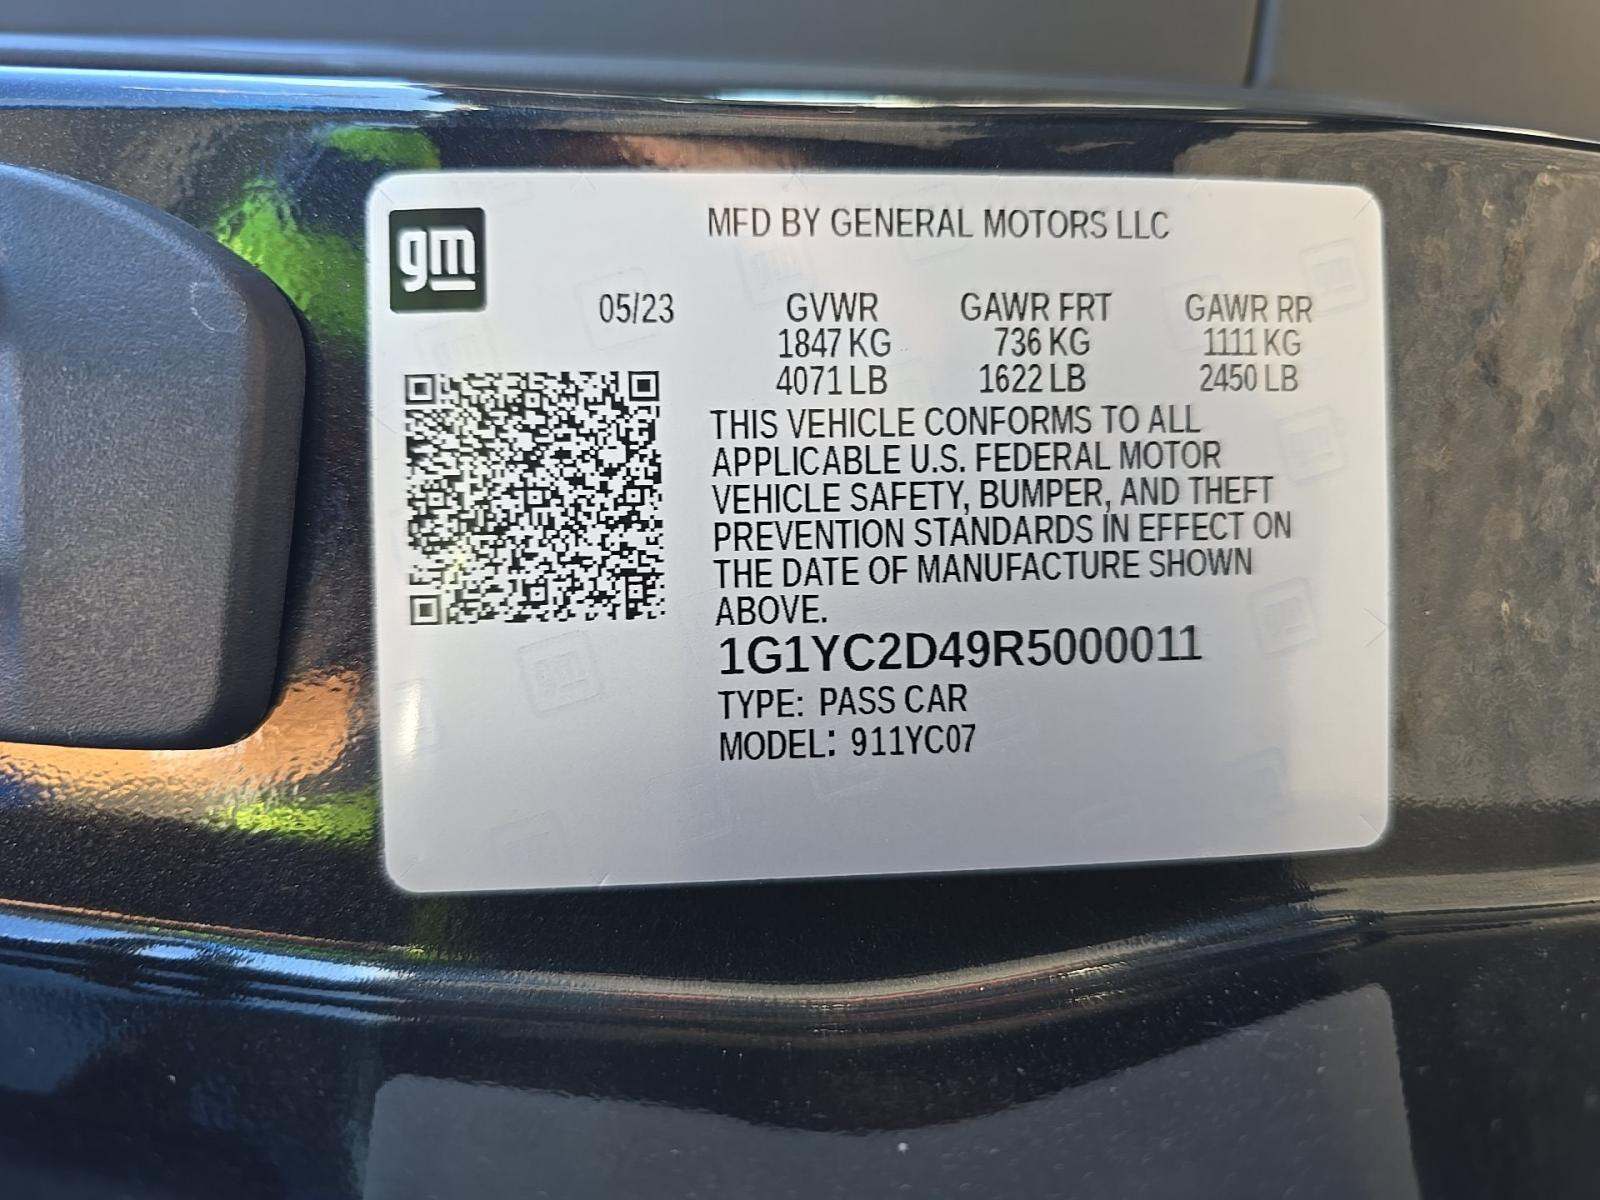 gm
MFD BY GENERAL MOTORS LLC
05/23 GVWR GAWR FRT GAWR RR
1847 KG 736 KG 1111 KG
4071 LB 1622 LB 2450 LB
THIS VEHICLE CONFORMS TO ALL
APPLICABLE U.S. FEDERAL MOTOR
VEHICLE SAFETY, BUMPER, AND THEFT
PREVENTION STANDARDS IN EFFECT ON
THE DATE OF MANUFACTURE SHOWN
ABOVE.
1G1YC2D49R5000011
TYPE: PASS CAR
MODEL: 911YC07